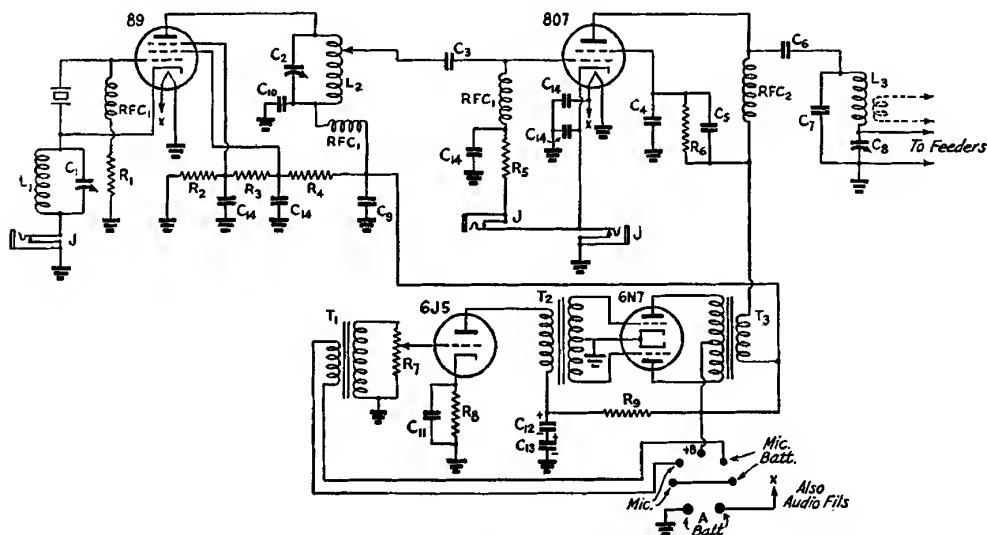 89
807
C2
C3
C6
L2
C10
RFC1
RFC1
RFC1
C14
x
C14
C4
R6
C5
RFC2
L3
C7
C8
To Feeders
L1
C1
R1
x
C14
R5
R2
R3
R4
C14
C14
C9
J
J
J
6J5
T2
6N7
T1
T3
R7
R8
C11
R9
+
C12
-
+
C13
-
+B
Mic.
Batt.
Mic.
x
Also
Audio Fils
A
Batt